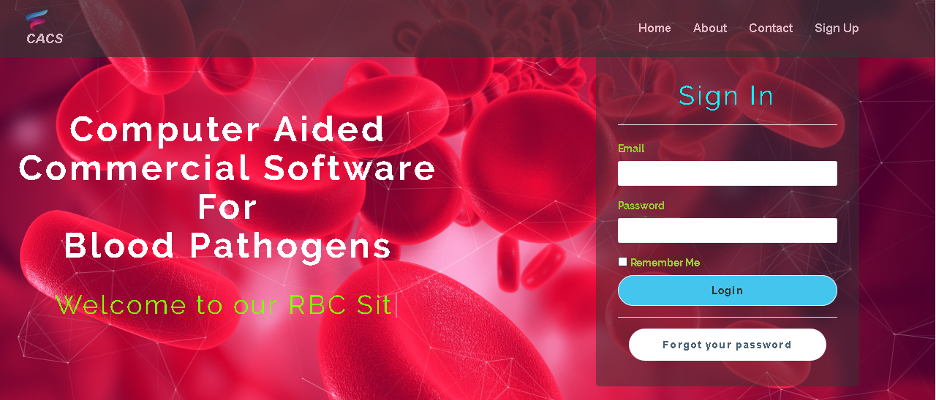 CACS
Home About Contact Sign Up
Computer Aided
Commercial Software
For
Blood Pathogens
Welcome to our RBC Sit
Sign In
Email
Password
Remember Me
Login
Forgot your password